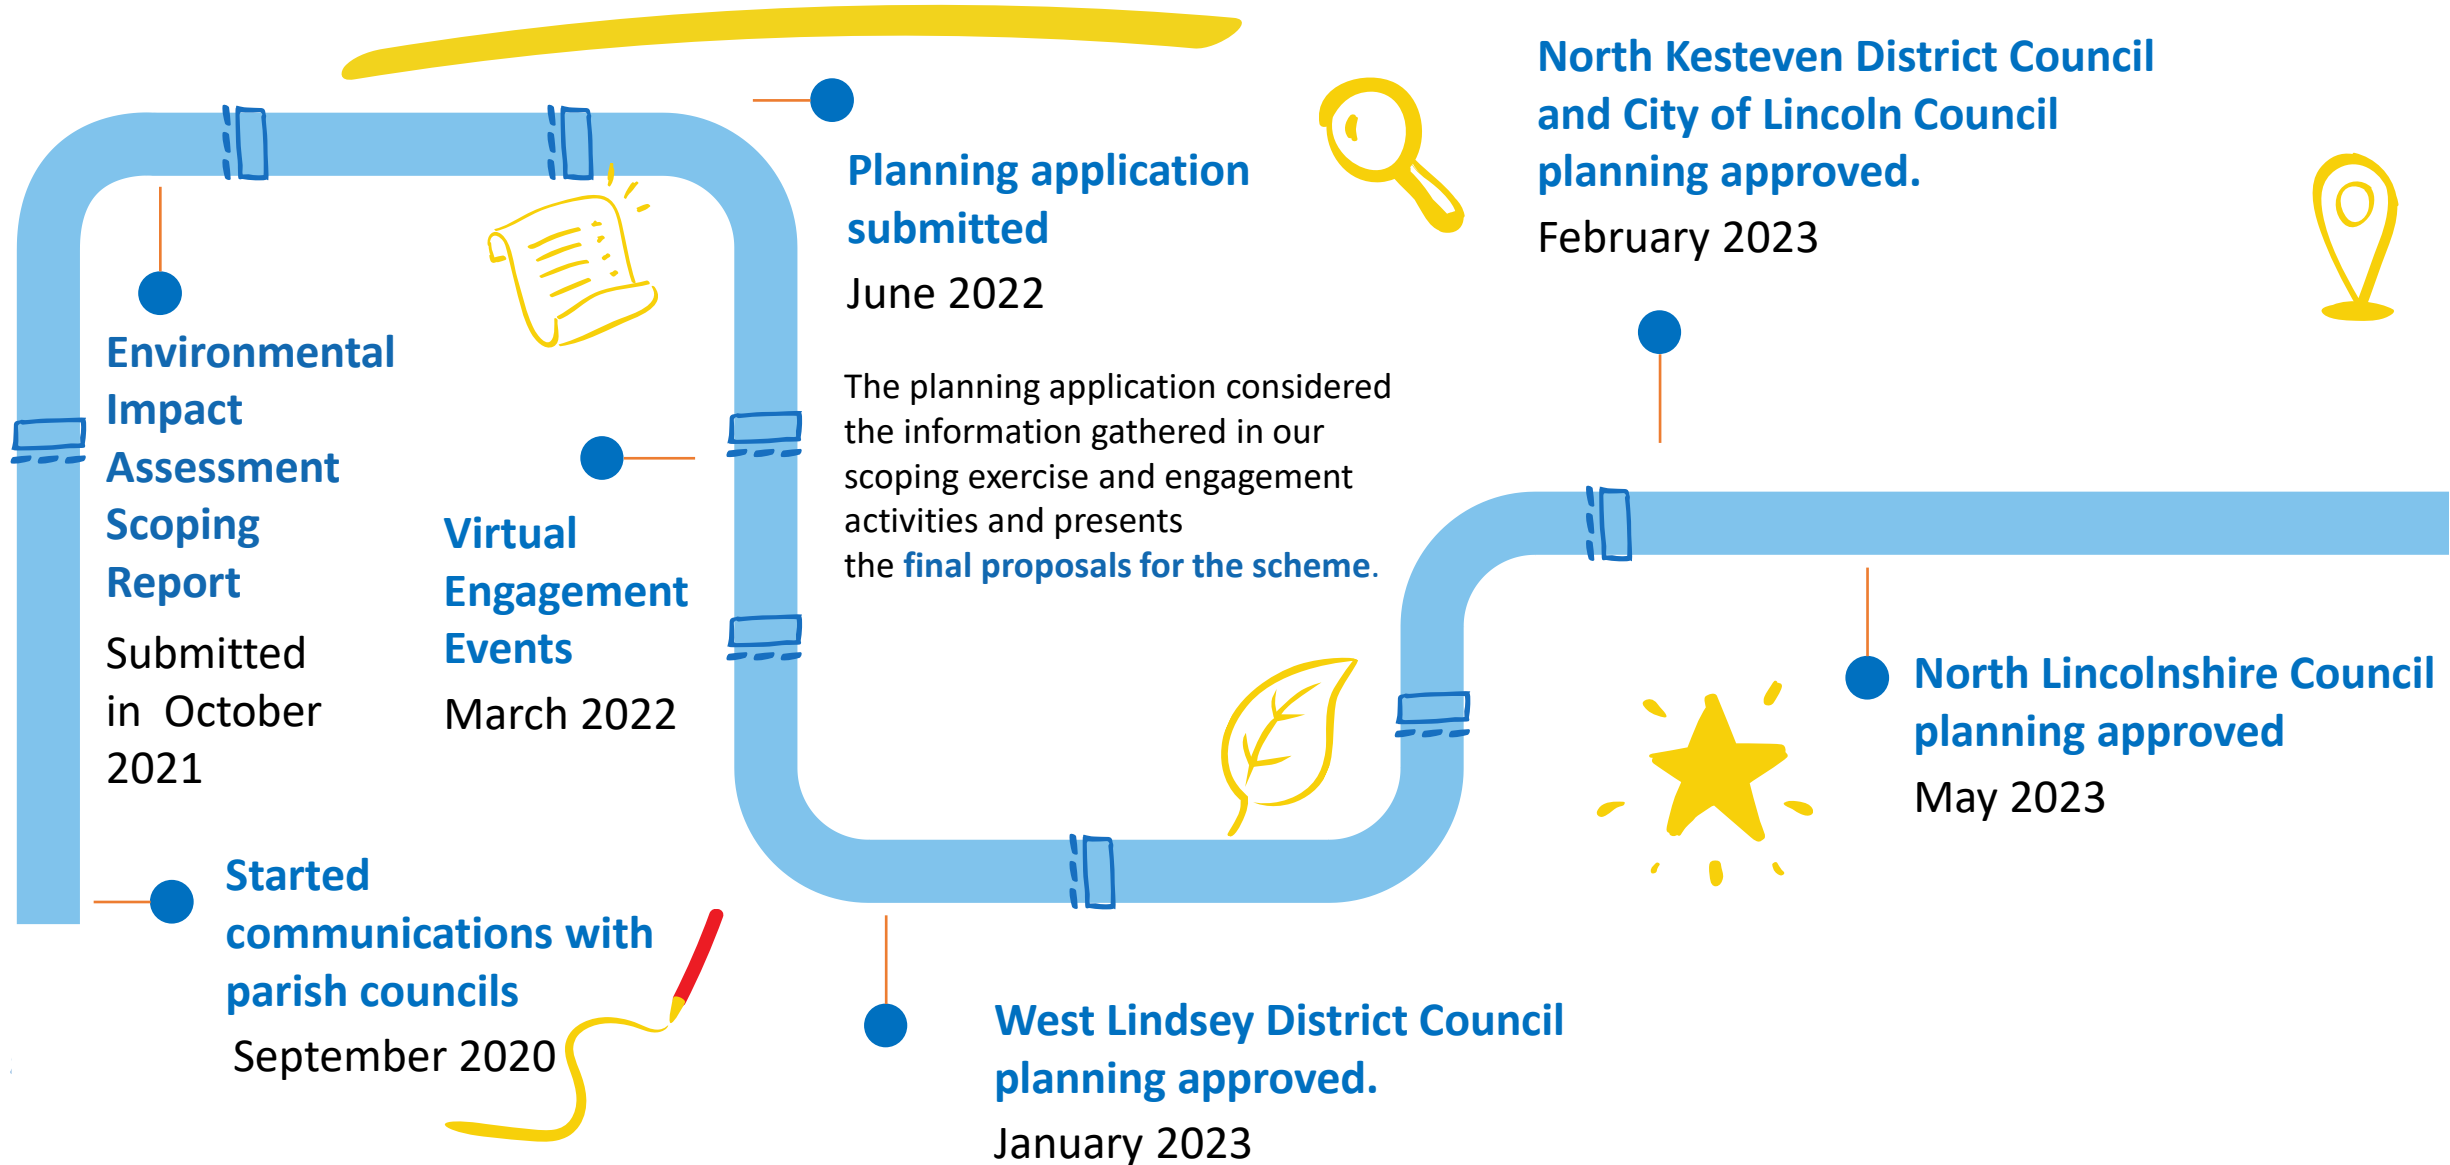 Started
communications with
parish councils
September 2020
Environmental
Impact
Assessment
Scoping
Report
Submitted
in  October
2021
Virtual
Engagement
Events
March 2022
Planning application
submitted
June 2022
The planning application considered
the information gathered in our
scoping exercise and engagement
activities and presents
the final proposals for the scheme.
West Lindsey District Council
planning approved.
January 2023
North Kesteven District Council
and City of Lincoln Council
planning approved.
February 2023
North Lincolnshire Council
planning approved
May 2023